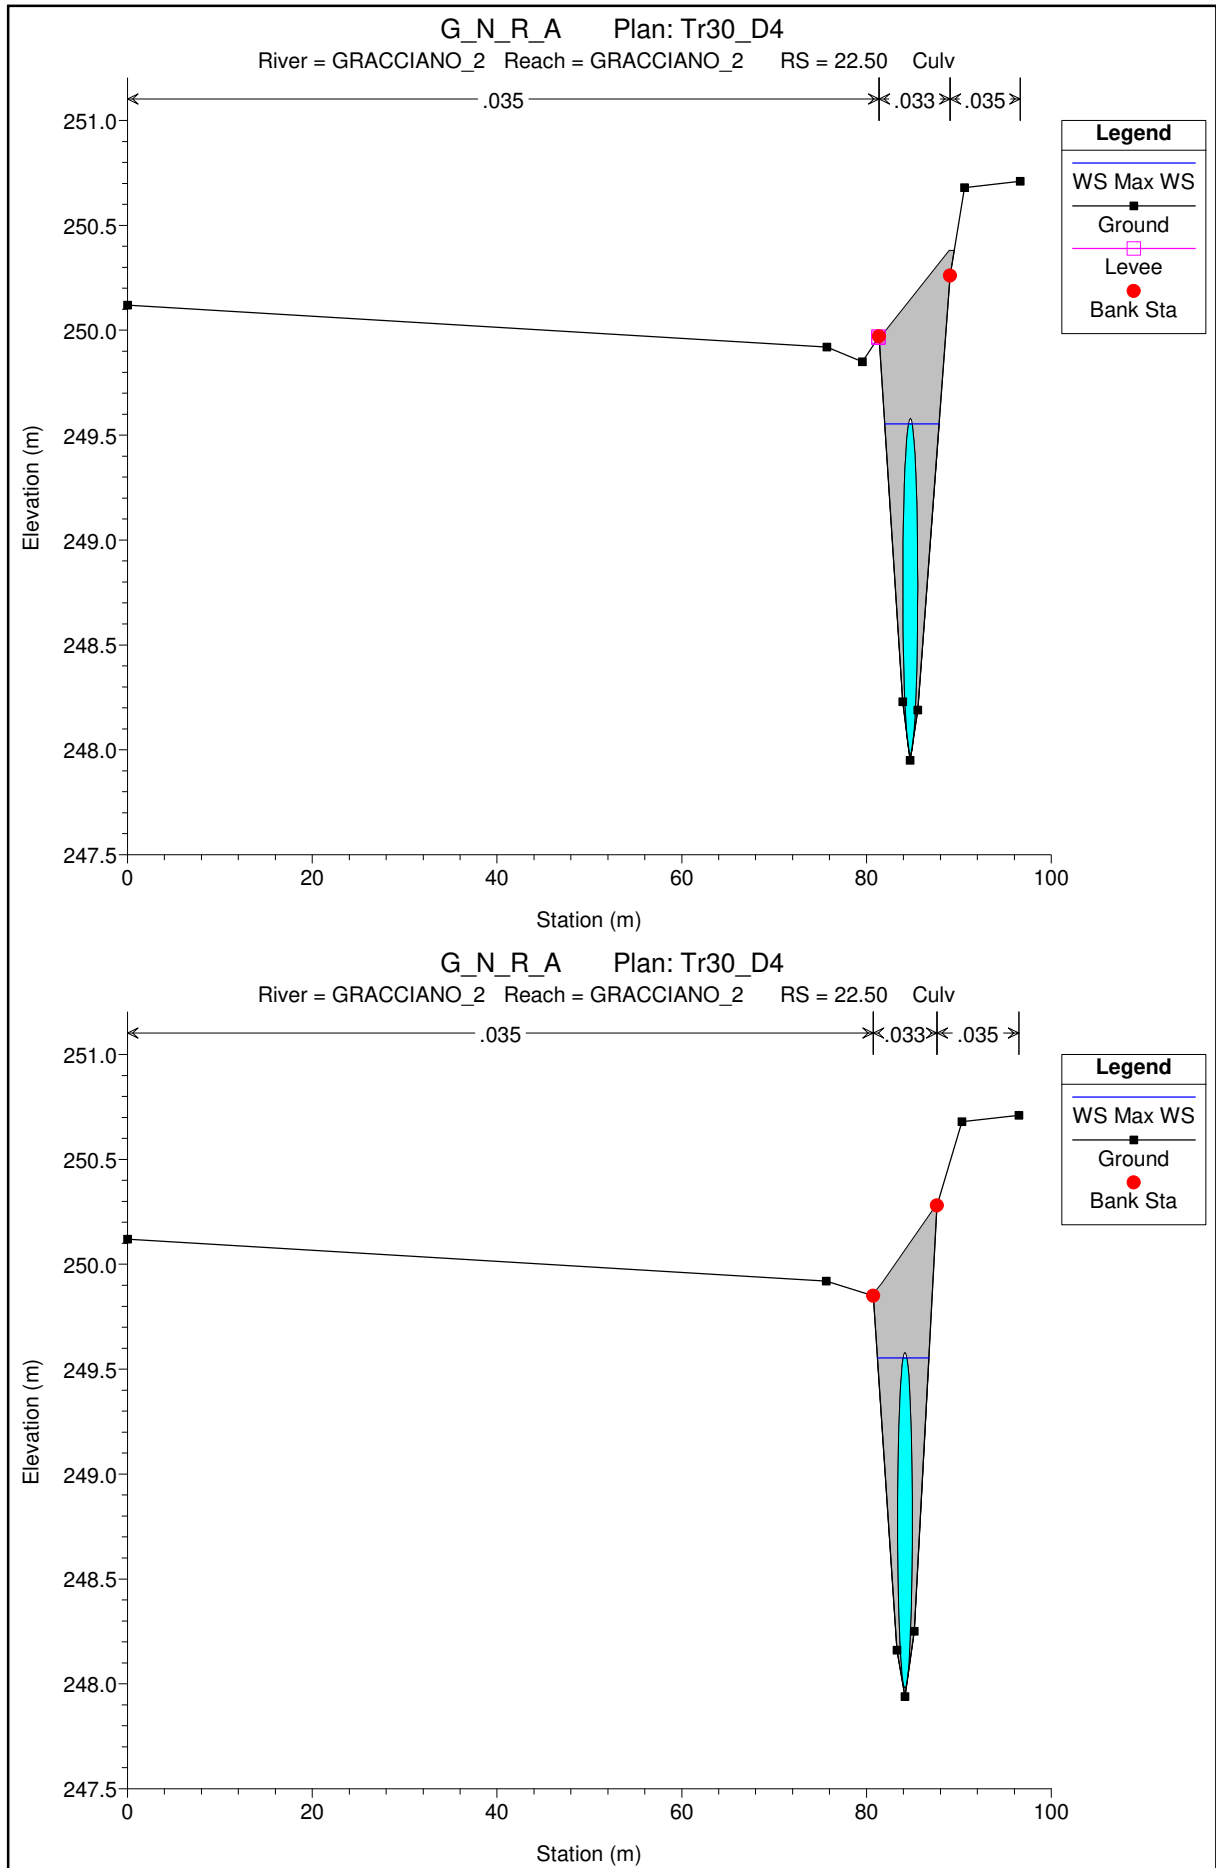 G_N_R_A Plan: Tr30_D4
River = GRACCIANO_2 Reach = GRACCIANO_2 RS = 22.50 Culv
.035 .033 .035
251.0
250.5
250.0
249.5
249.0
248.5
248.0
247.5
Elevation (m)
0 20 40 60 80 100
Station (m)
Legend
WS Max WS
Ground
Levee
Bank Sta
G_N_R_A Plan: Tr30_D4
River = GRACCIANO_2 Reach = GRACCIANO_2 RS = 22.50 Culv
.035 .033 .035
251.0
250.5
250.0
249.5
249.0
248.5
248.0
247.5
Elevation (m)
0 20 40 60 80 100
Station (m)
Legend
WS Max WS
Ground
Bank Sta